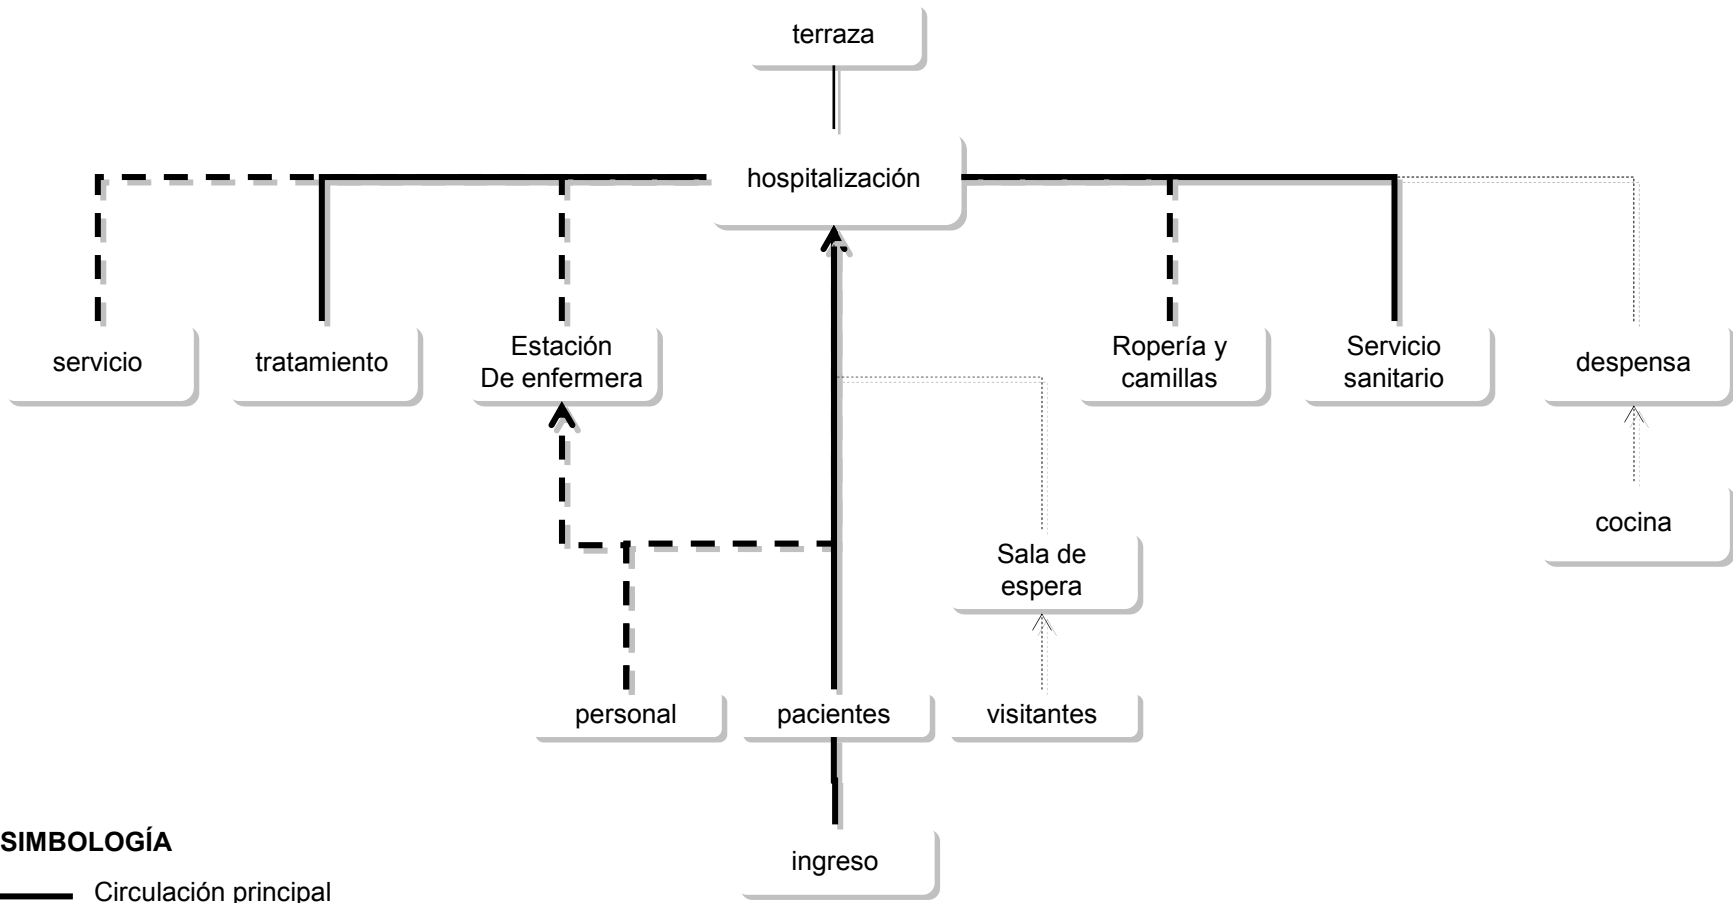 terraza
hospitalización
servicio
tratamiento
Estación
De enfermera
Ropería y
camillas
Servicio
sanitario
despensa
cocina
Sala de
espera
personal
pacientes
visitantes
ingreso
SIMBOLOGÍA
Circulación principal